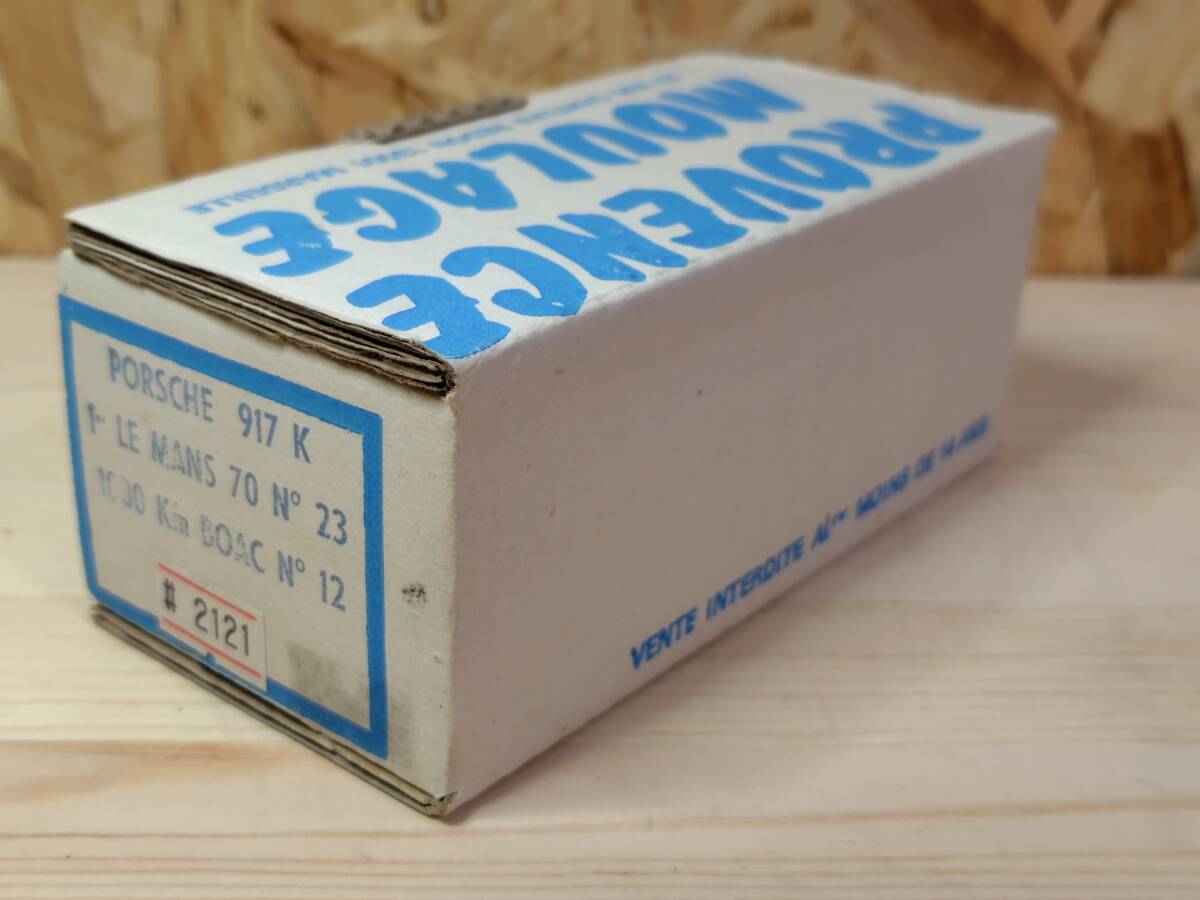 PROVENCE
MOULAGE
MARSEILLE
PORSCHE 917 K
1er LE MANS 70 N° 23
1000 Km BOAC N° 12
# 2121
VENTE INTERDITE AUX MOINS DE 14 ANS